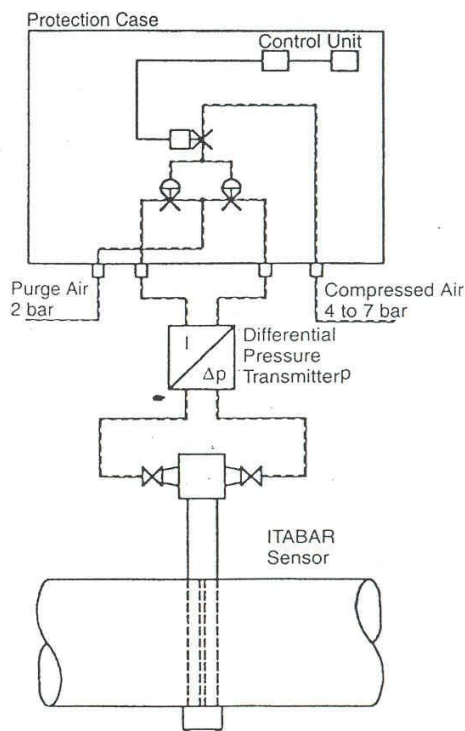 Protection Case
Control Unit
Purge Air
2 bar
Compressed Air
4 to 7 bar
I
Δp
Differential
Pressure
Transmitterp
ITABAR
Sensor